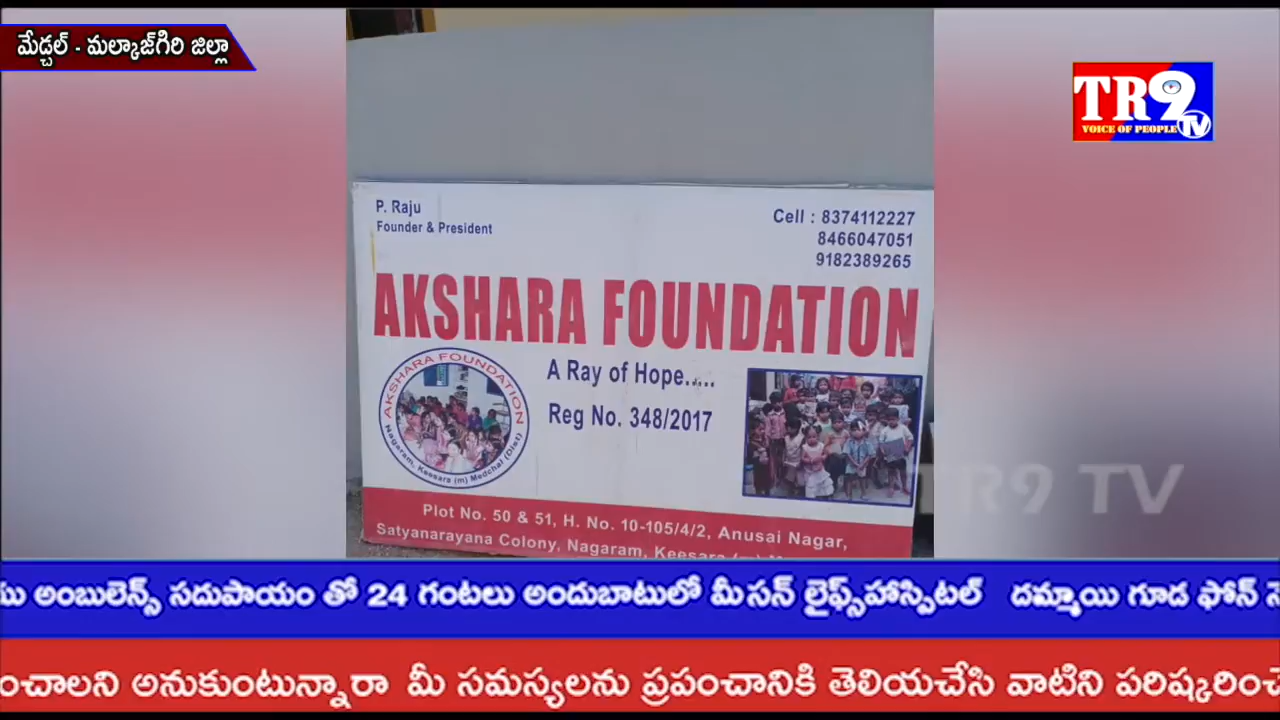 మేడ్చల్ - మల్కాజ్‌గిరి జిల్లా
TR9
TV
VOICE OF PEOPLE
P. Raju
Founder & President
Cell : 8374112227
8466047051
9182389265
AKSHARA FOUNDATION
AKSHARA FOUNDATION
Nagaram, Keesara (m) Medchal (Dist)
A Ray of Hope.....
Reg No. 348/2017
Plot No. 50 & 51, H. No. 10-105/4/2, Anusai Nagar,
Satyanarayana Colony, Nagaram, Keesara (m)
TR9 TV
అంబులెన్స్ సదుపాయం తో 24 గంటలు అందుబాటులో మీ సన్ లైఫ్స్‌హాస్పిటల్ దమ్మాయి గూడ ఫోన్
అనుకుంటున్నారా మీ సమస్యలను ప్రపంచానికి తెలియచేసి వాటిని